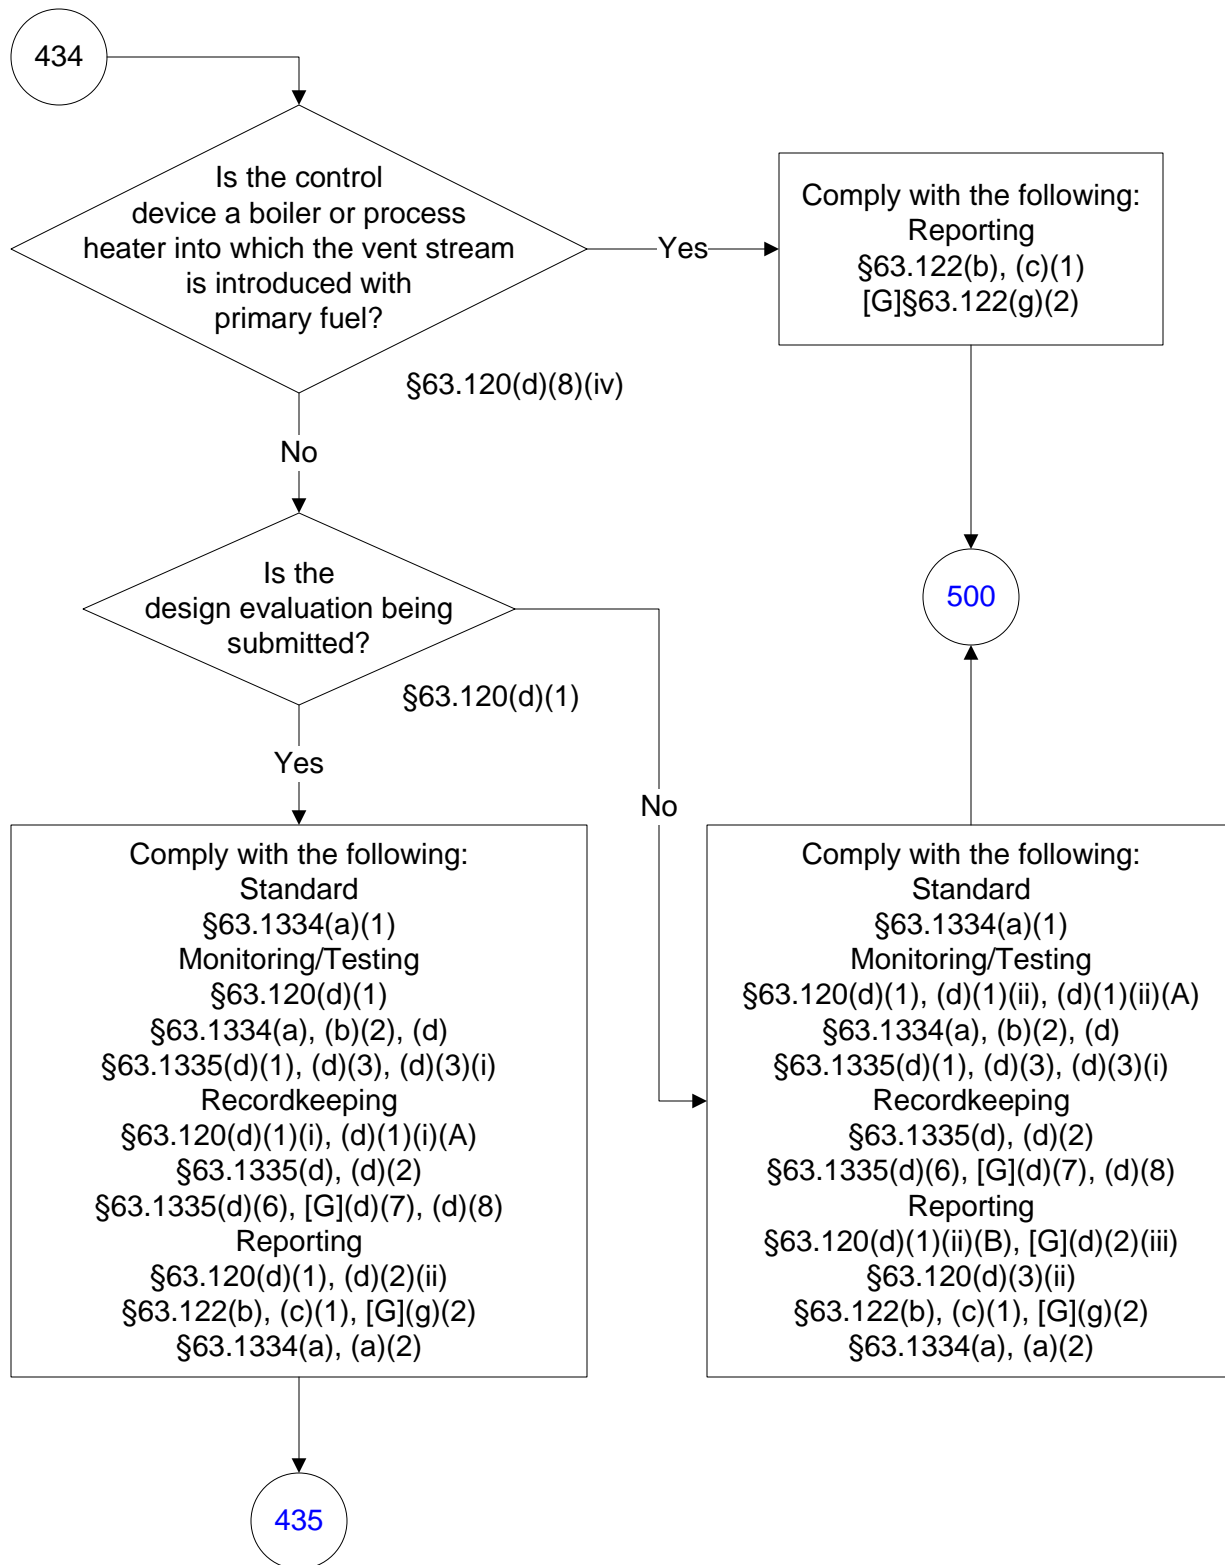 434
Is the control
device a boiler or process
heater into which the vent stream
is introduced with
primary fuel?
Yes
Comply with the following:
Reporting
§63.122(b), (c)(1)
[G]§63.122(g)(2)
§63.120(d)(8)(iv)
No
Is the
design evaluation being
submitted?
500
§63.120(d)(1)
Yes
No
Comply with the following:
Standard
§63.1334(a)(1)
Monitoring/Testing
§63.120(d)(1)
§63.1334(a), (b)(2), (d)
§63.1335(d)(1), (d)(3), (d)(3)(i)
Recordkeeping
§63.120(d)(1)(i), (d)(1)(i)(A)
§63.1335(d), (d)(2)
§63.1335(d)(6), [G](d)(7), (d)(8)
Reporting
§63.120(d)(1), (d)(2)(ii)
§63.122(b), (c)(1), [G](g)(2)
§63.1334(a), (a)(2)
Comply with the following:
Standard
§63.1334(a)(1)
Monitoring/Testing
§63.120(d)(1), (d)(1)(ii), (d)(1)(ii)(A)
§63.1334(a), (b)(2), (d)
§63.1335(d)(1), (d)(3), (d)(3)(i)
Recordkeeping
§63.1335(d), (d)(2)
§63.1335(d)(6), [G](d)(7), (d)(8)
Reporting
§63.120(d)(1)(ii)(B), [G](d)(2)(iii)
§63.120(d)(3)(ii)
§63.122(b), (c)(1), [G](g)(2)
§63.1334(a), (a)(2)
435